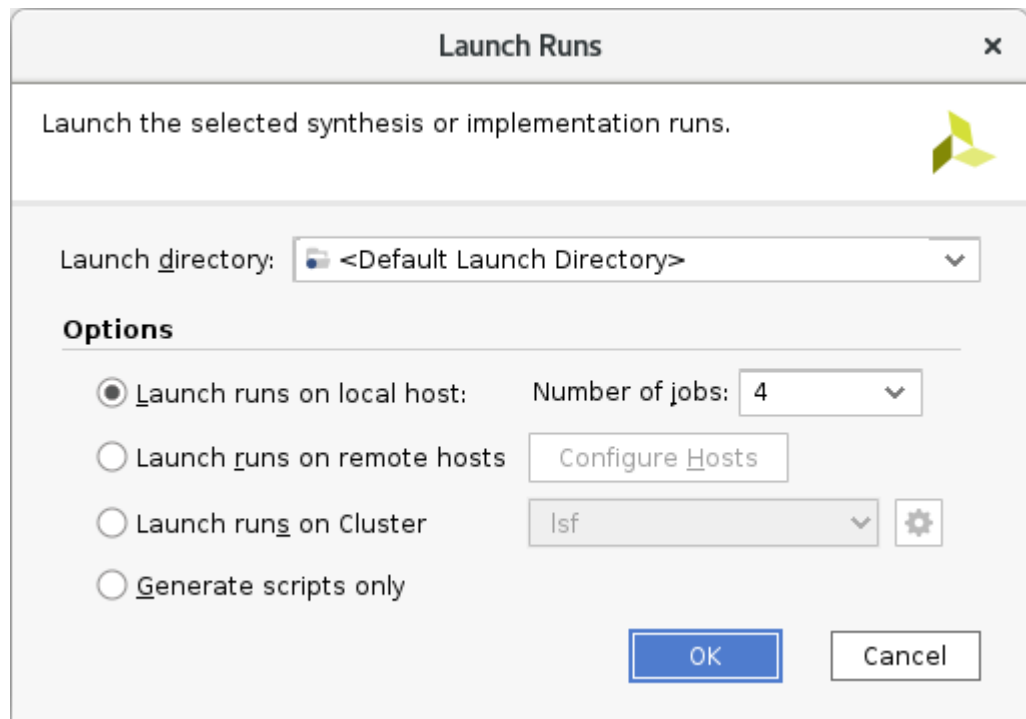 Launch Runs
Launch the selected synthesis or implementation runs.
Launch directory: <Default Launch Directory>
Options
Launch runs on local host: Number of jobs: 4
Launch runs on remote hosts Configure Hosts
Launch runs on Cluster lsf
Generate scripts only
OK Cancel